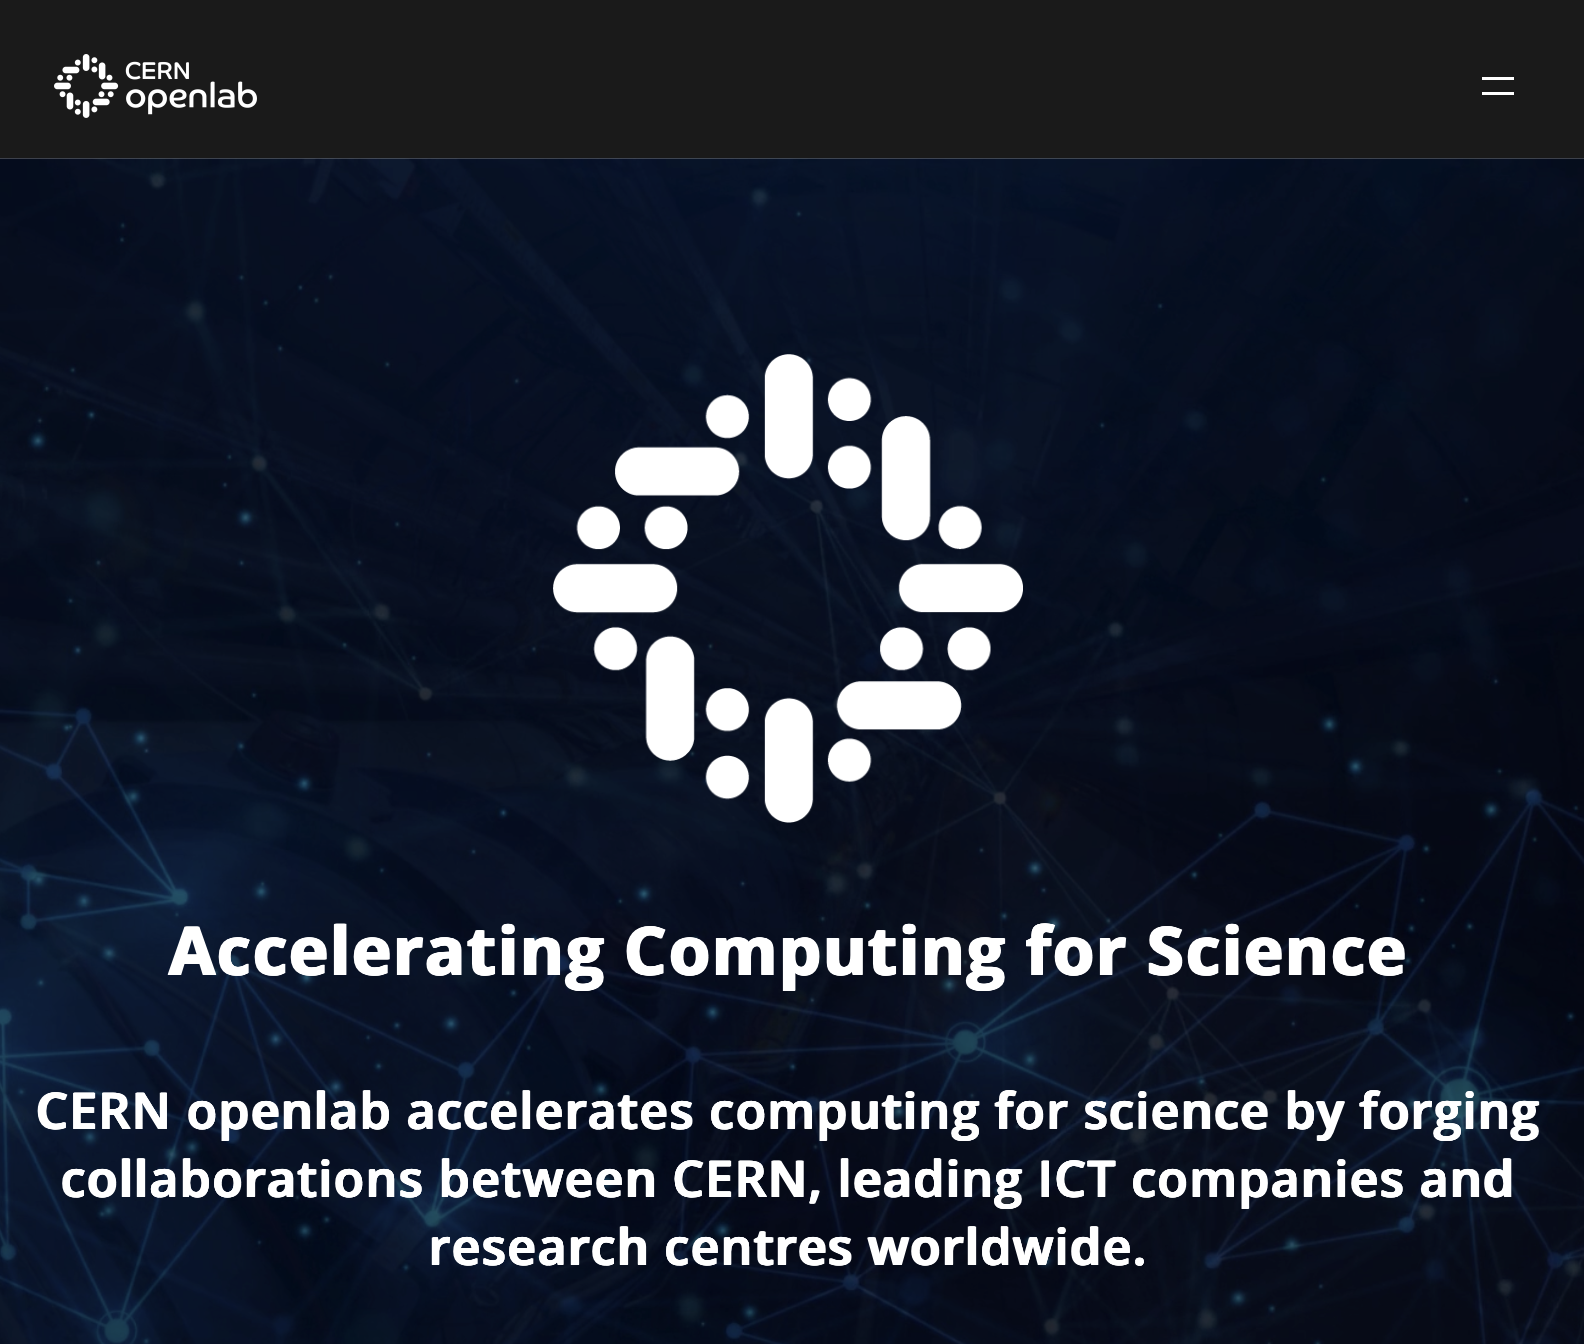 CERN
openlab
Accelerating Computing for Science
CERN openlab accelerates computing for science by forging
collaborations between CERN, leading ICT companies and
research centres worldwide.